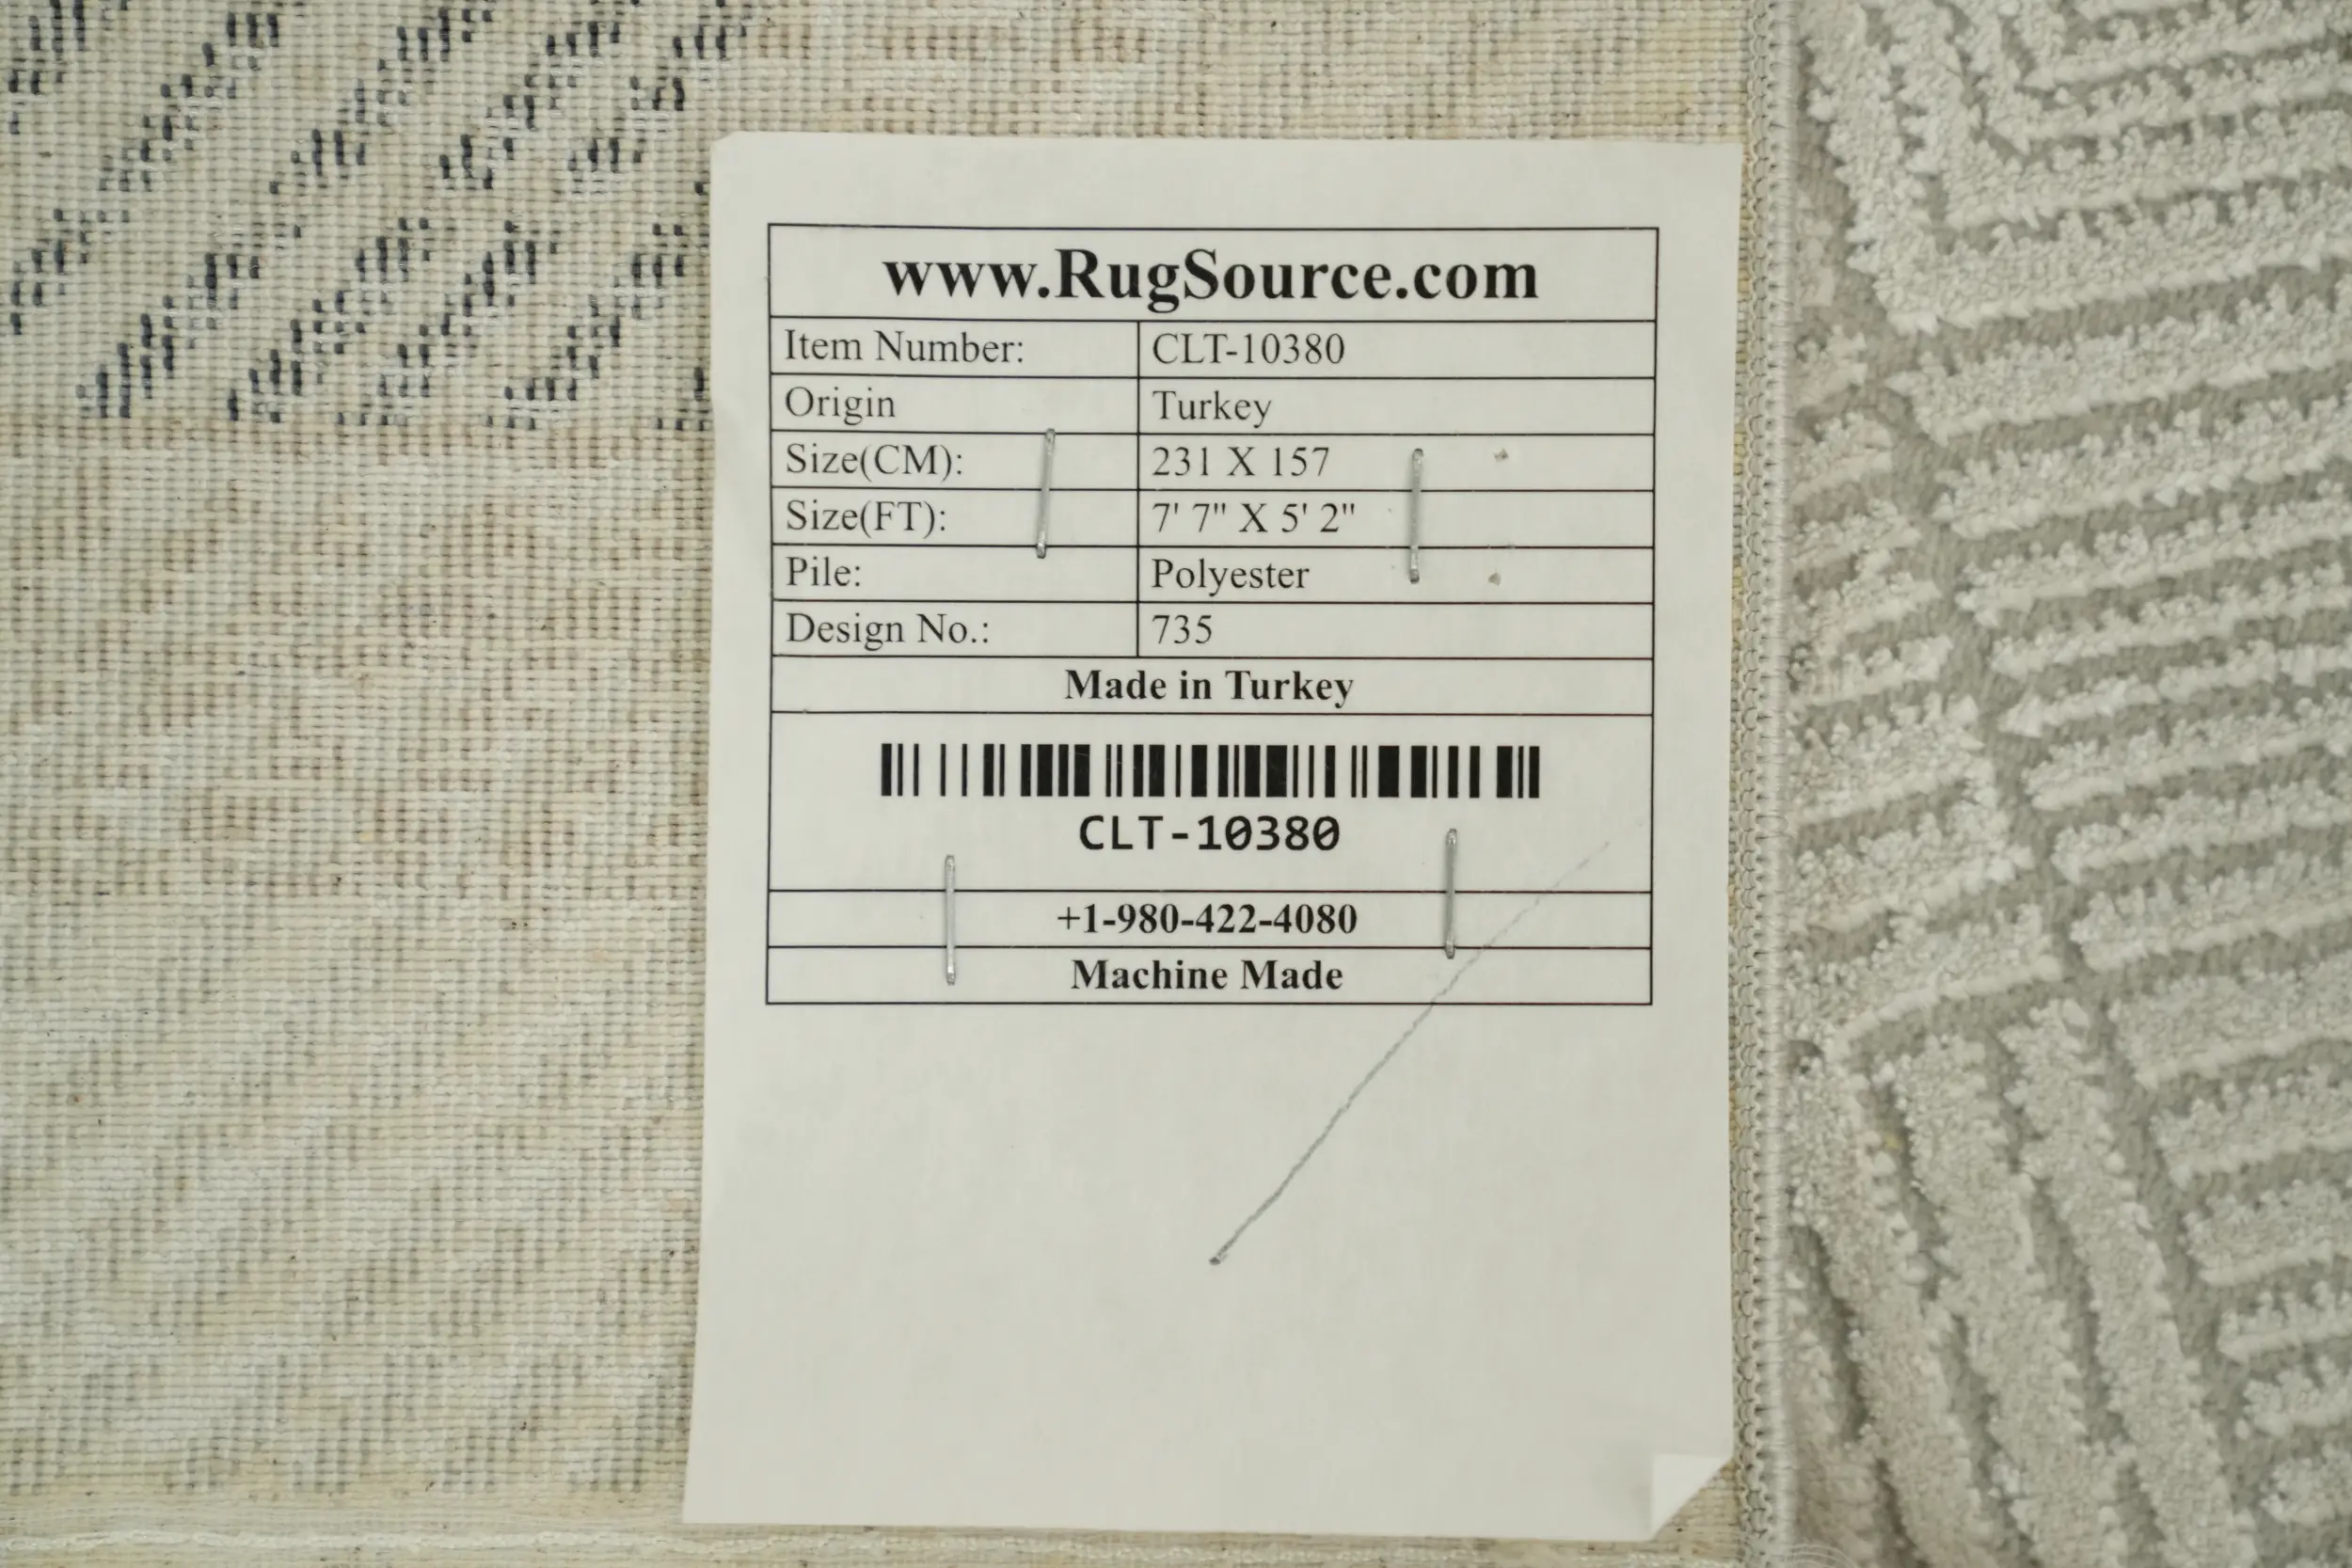 www.RugSource.com
Item Number: CLT-10380
Origin Turkey
Size(CM): 231 X 157
Size(FT): 7' 7" X 5' 2"
Pile: Polyester
Design No.: 735
Made in Turkey
CLT-10380
+1-980-422-4080
Machine Made